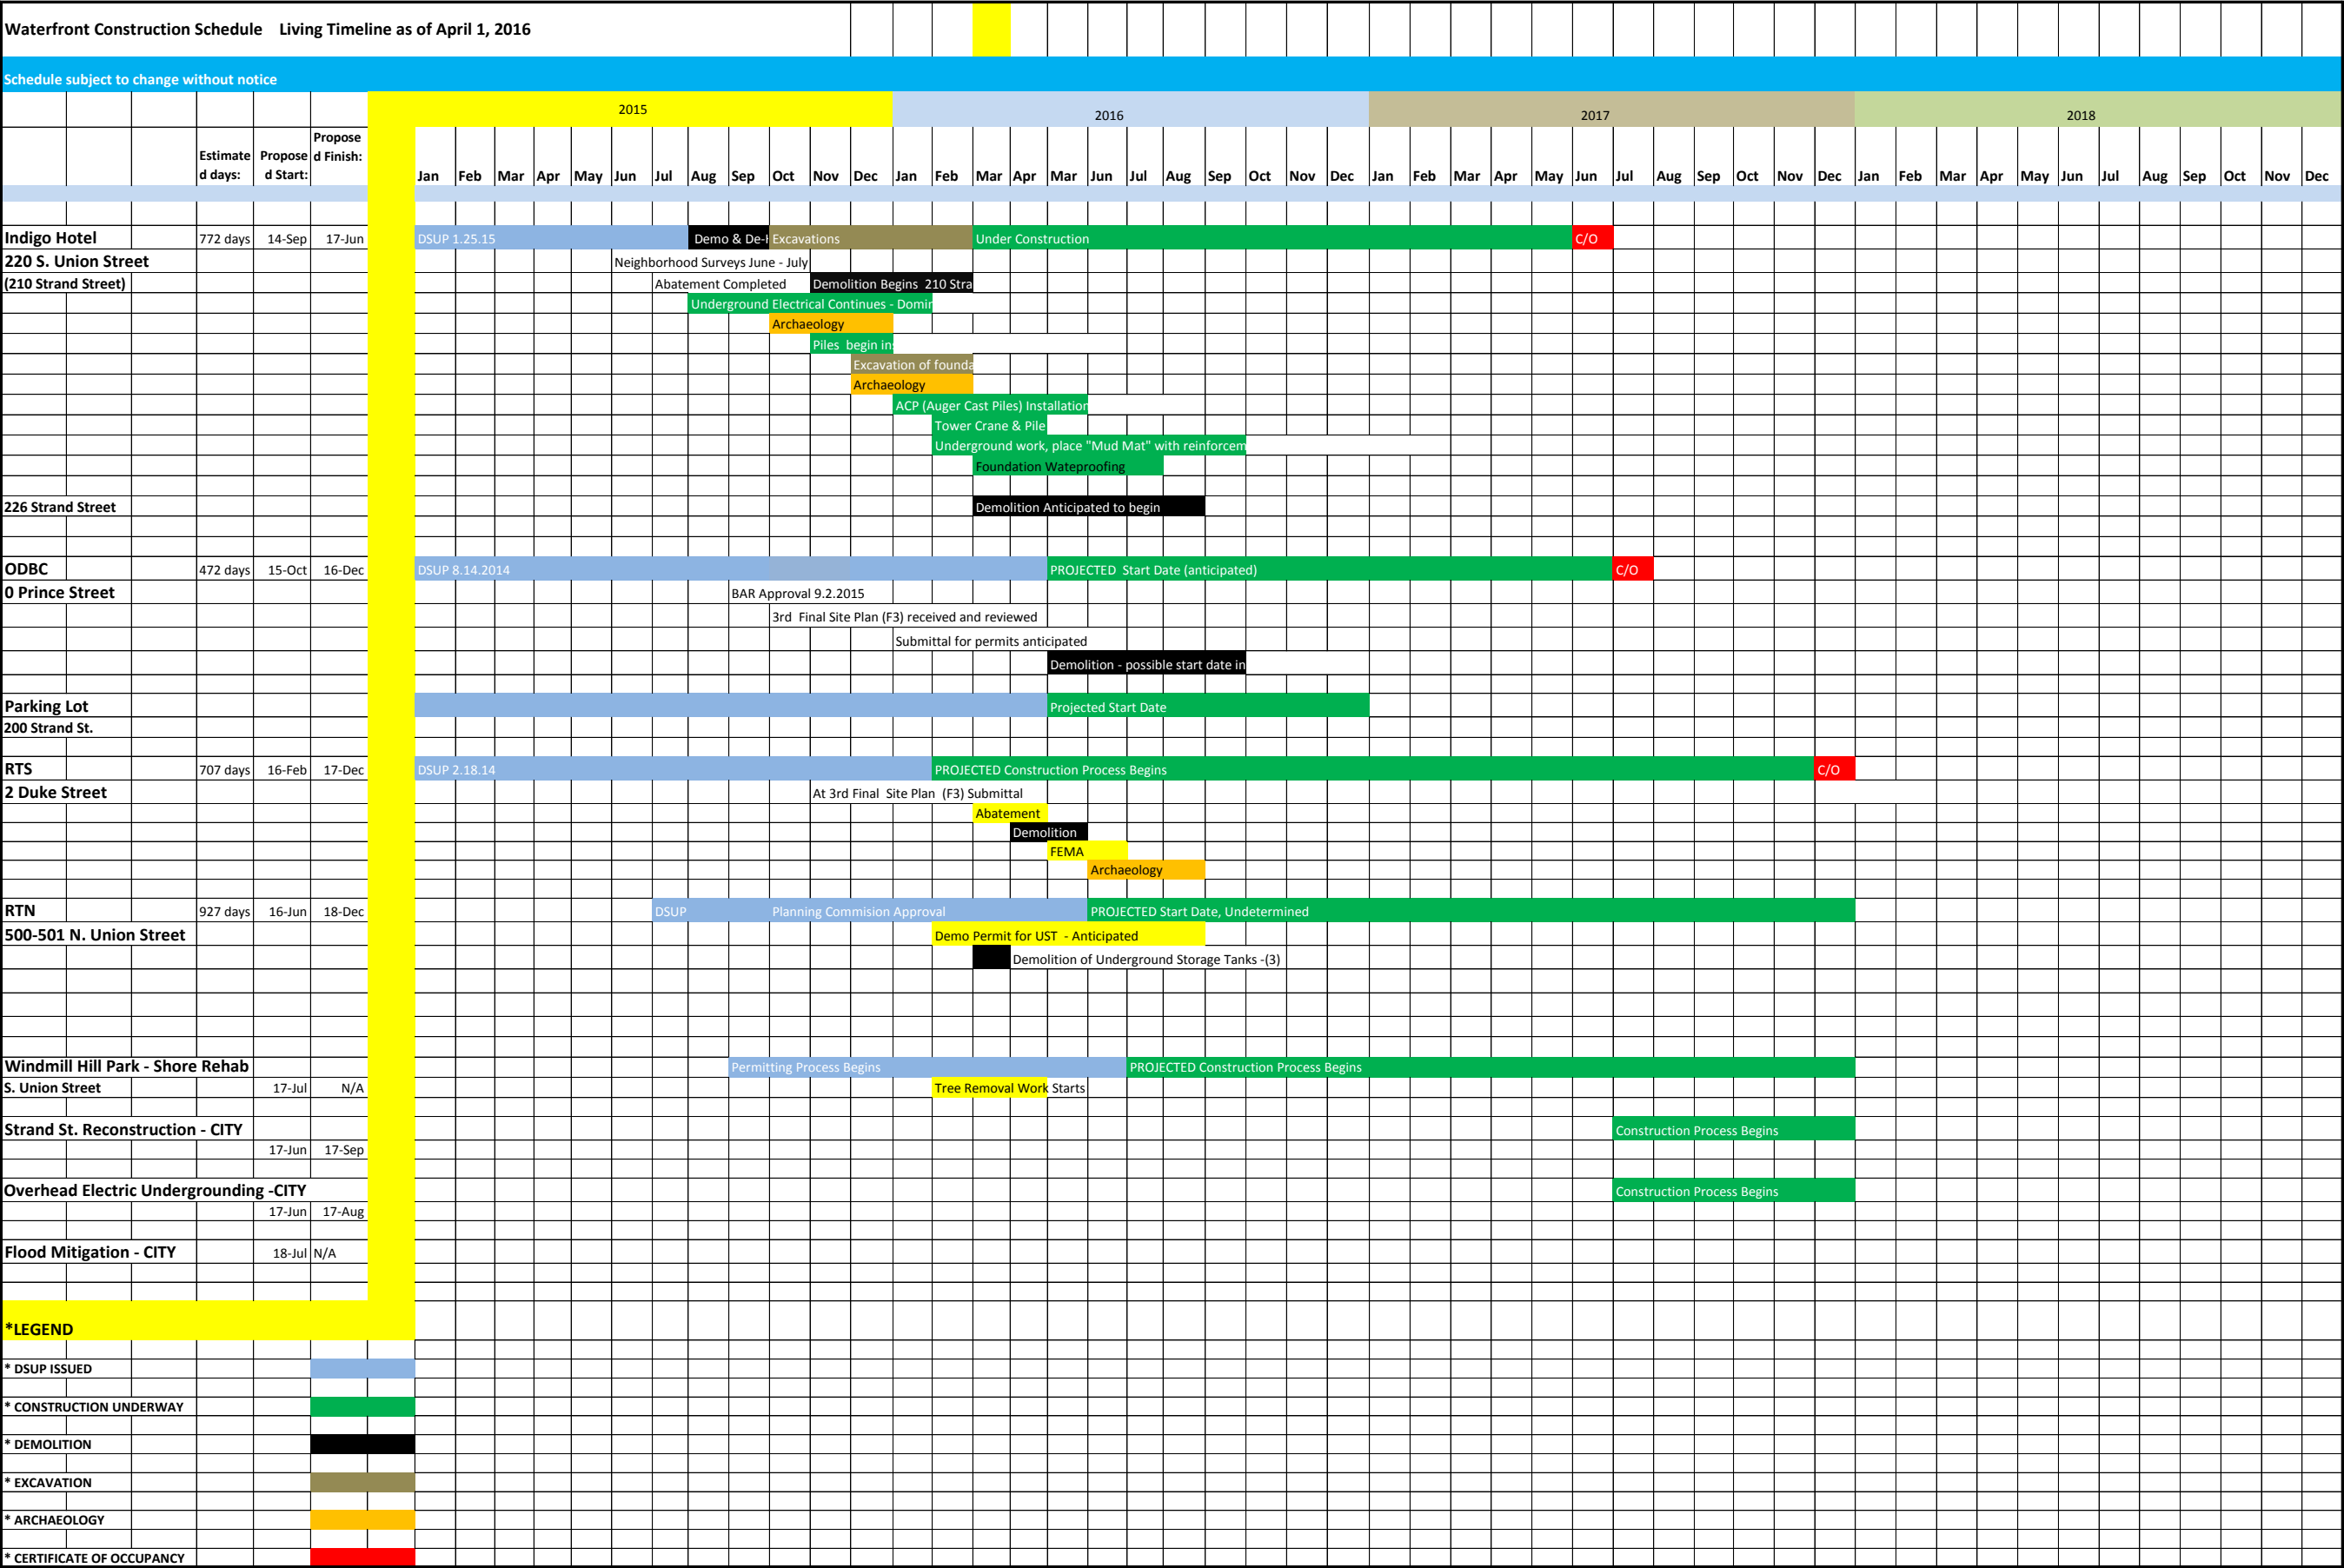 Waterfront Construction Schedule Living Timeline as of April 1, 2016
Schedule subject to change without notice
2015 2016 2017 2018
Estimate
d days:
Propose
d Start:
Propose
d Finish:
Jan Feb Mar Apr May Jun Jul Aug Sep Oct Nov Dec Jan Feb Mar Apr Mar Jun Jul Aug Sep Oct Nov Dec Jan Feb Mar Apr May Jun Jul Aug Sep Oct Nov Dec Jan Feb Mar Apr May Jun Jul Aug Sep Oct Nov Dec
Indigo Hotel 772 days 14-Sep 17-Jun DSUP 1.25.15 Demo & De- Excavations Under Construction C/O
220 S. Union Street Neighborhood Surveys June - July
(210 Strand Street) Abatement Completed Demolition Begins 210 Stra
Underground Electrical Continues - Domin
Archaeology
Piles begin ins
Excavation of founda
Archaeology
ACP (Auger Cast Piles) Installation
Tower Crane & Pile
Underground work, place "Mud Mat" with reinforcem
Foundation Wateproofing
226 Strand Street Demolition Anticipated to begin
ODBC 472 days 15-Oct 16-Dec DSUP 8.14.2014 PROJECTED Start Date (anticipated) C/O
0 Prince Street BAR Approval 9.2.2015
3rd Final Site Plan (F3) received and reviewed
Submittal for permits anticipated
Demolition - possible start date in
Parking Lot Projected Start Date
200 Strand St.
RTS 707 days 16-Feb 17-Dec DSUP 2.18.14 PROJECTED Construction Process Begins C/O
2 Duke Street At 3rd Final Site Plan (F3) Submittal
Abatement
Demolition
FEMA
Archaeology
RTN 927 days 16-Jun 18-Dec DSUP Planning Commision Approval PROJECTED Start Date, Undetermined
500-501 N. Union Street Demo Permit for UST - Anticipated
Demolition of Underground Storage Tanks -(3)
Windmill Hill Park - Shore Rehab Permitting Process Begins PROJECTED Construction Process Begins
S. Union Street 17-Jul N/A Tree Removal Work Starts
Strand St. Reconstruction - CITY Construction Process Begins
17-Jun 17-Sep
Overhead Electric Undergrounding -CITY Construction Process Begins
17-Jun 17-Aug
Flood Mitigation - CITY 18-Jul N/A
*LEGEND
* DSUP ISSUED
* CONSTRUCTION UNDERWAY
* DEMOLITION
* EXCAVATION
* ARCHAEOLOGY
* CERTIFICATE OF OCCUPANCY